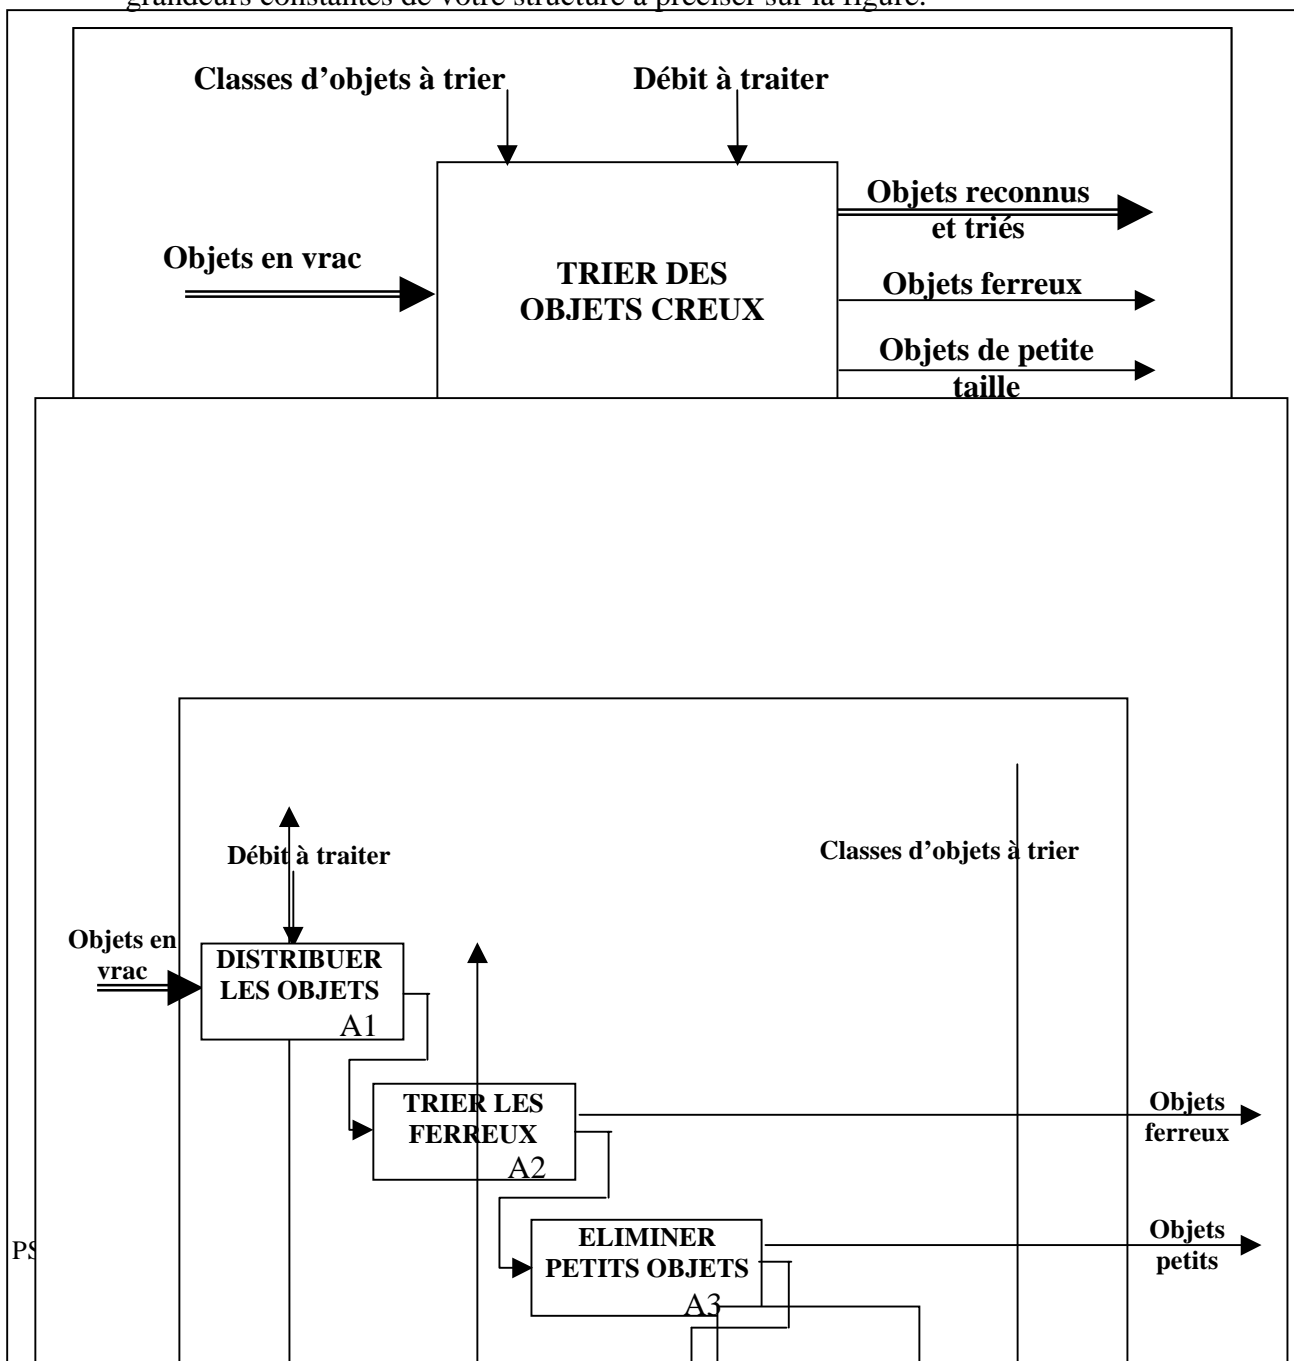 grandeurs constantes de votre structure à préciser sur la figure.
Classes d'objets à trier
Débit à traiter
Objets reconnus
et triés
Objets en vrac
TRIER DES
OBJETS CREUX
Objets ferreux
Objets de petite
taille
Débit à traiter
Classes d'objets à trier
Objets en
vrac
DISTRIBUER
LES OBJETS
A1
TRIER LES
FERREUX
A2
Objets
ferreux
ELIMINER
PETITS OBJETS
A3
Objets
petits